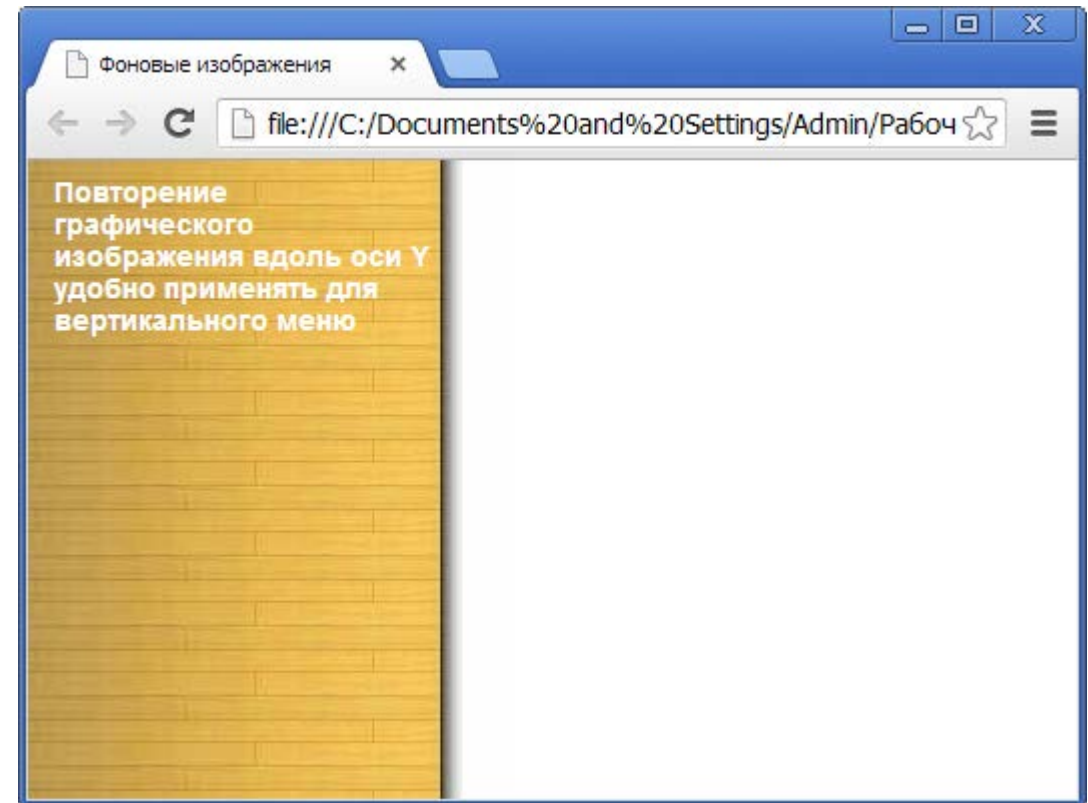 Фоновые изображения
file:///C:/Documents%20and%20Settings/Admin/Рабоч
Повторение
графического
изображения вдоль оси Y
удобно применять для
вертикального меню